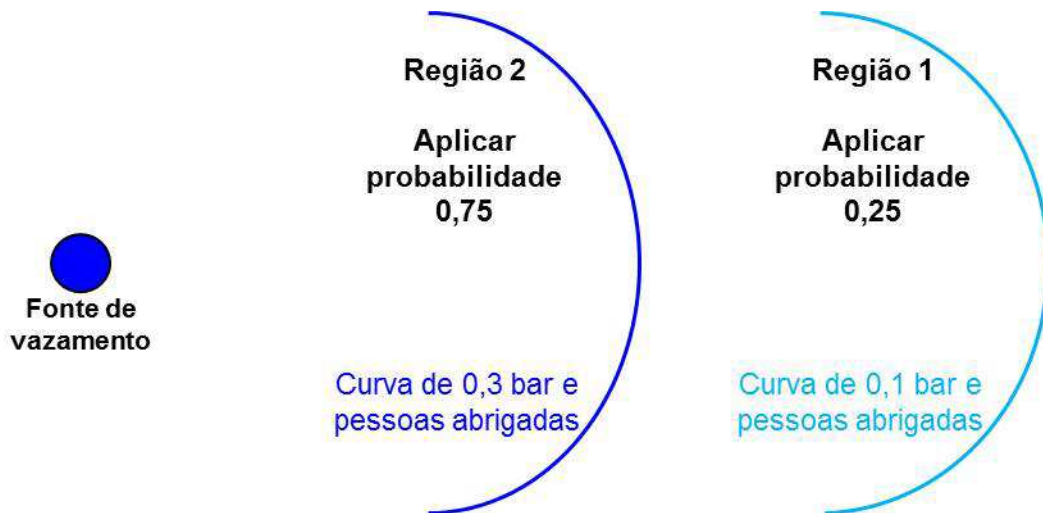 Região 2
Aplicar
probabilidade
0,75
Região 1
Aplicar
probabilidade
0,25
Fonte de
vazamento
Curva de 0,3 bar e
pessoas abrigadas
Curva de 0,1 bar e
pessoas abrigadas